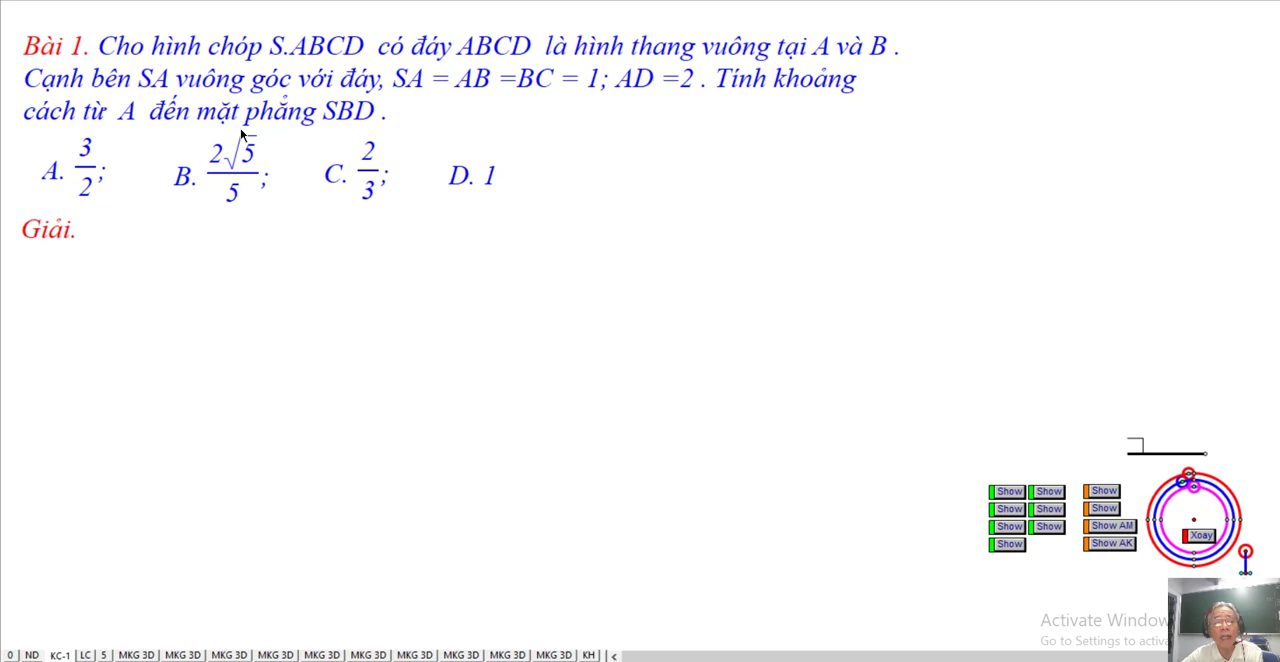 Bài 1. Cho hình chóp S.ABCD có đáy ABCD là hình thang vuông tại A và B .
Cạnh bên SA vuông góc với đáy, SA = AB =BC = 1; AD =2 . Tính khoảng
cách từ A đến mặt phẳng SBD .
A. 3/2; B. 2√5/5; C. 2/3; D. 1
Giải.
Show Show Show
Show Show Show
Show Show Show AM
Show Show AK
Xoay
Activate Window
Go to Settings to activa
0 ND KC-1 LC 5 MKG 3D MKG 3D MKG 3D MKG 3D MKG 3D MKG 3D MKG 3D MKG 3D MKG 3D MKG 3D KH